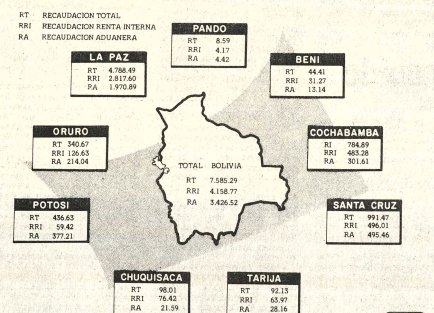 RT RECAUDACION TOTAL
RRI RECAUDACION RENTA INTERNA
RA RECAUDACION ADUANERA
PANDO
RT 8.59
RRI 4.17
RA 4.42
LA PAZ
RT 4.788.49
RRI 2.817.60
RA 1.970.89
BENI
RT 44.41
RRI 31.27
RA 13.14
ORURO
RT 340.67
RRI 126.63
RA 214.04
COCHABAMBA
RI 784,89
RRI 483.28
RA 301.61
TOTAL BOLIVIA
RT 7.585.29
RRI 4.158.77
RA 3.426.52
POTOSI
RT 436,63
RRI 59.42
RA 377.21
SANTA CRUZ
RT 991.47
RRI 496,01
RA 495.46
CHUQUISACA
RT 98.01
RRI 76.42
RA 21.59
TARIJA
RT 92.13
RRI 63.97
RA 28.16